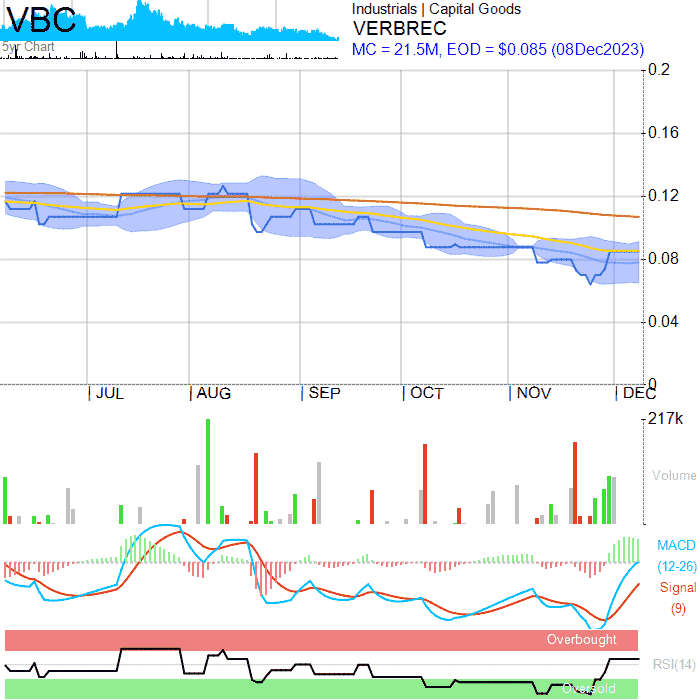 VBC
5yr Chart
Industrials | Capital Goods
VERBREC
MC = 21.5M, EOD = $0.085 (08Dec2023)
0.2
0.16
0.12
0.08
0.04
0
JUL AUG SEP OCT NOV DEC
217k
Volume
MACD
(12-26)
Signal
(9)
Overbought
RSI(14)
Oversold